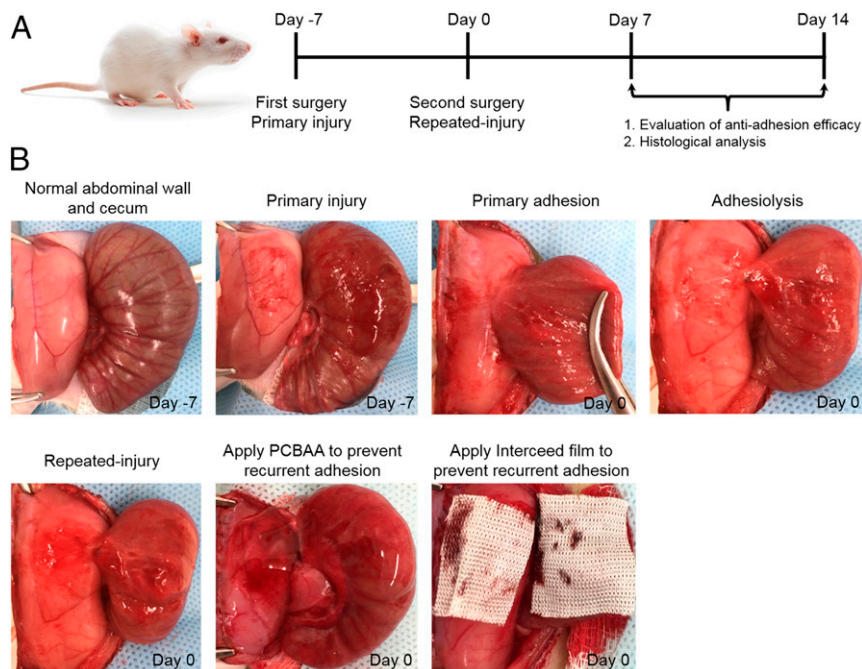 A
Day -7
Day 0
Day 7
Day 14
First surgery
Primary injury
Second surgery
Repeated-injury
1. Evaluation of anti-adhesion efficacy
2. Histological analysis
B
Normal abdominal wall
and cecum
Primary injury
Primary adhesion
Adhesiolysis
Day -7
Day -7
Day 0
Day 0
Repeated-injury
Apply PCBAA to prevent
recurrent adhesion
Apply Interceed film to
prevent recurrent adhesion
Day 0
Day 0
Day 0